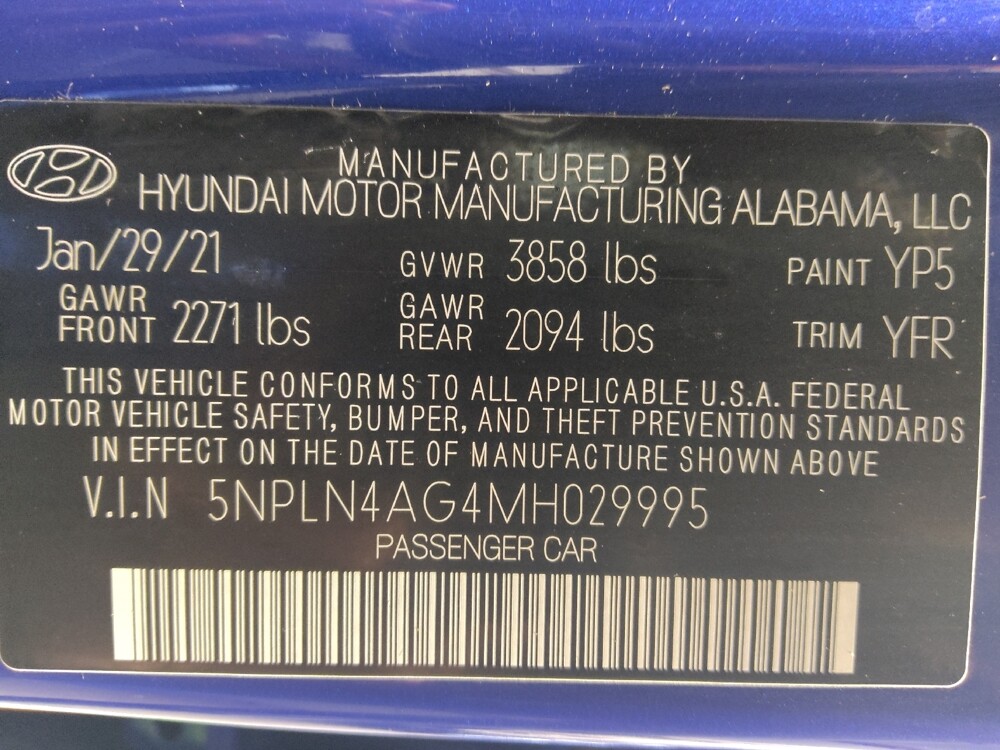 MANUFACTURED BY
HYUNDAI MOTOR MANUFACTURING ALABAMA, LLC
Jan/29/21 GVWR 3858 lbs PAINT YP5
GAWR FRONT 2271 lbs GAWR REAR 2094 lbs TRIM YFR
THIS VEHICLE CONFORMS TO ALL APPLICABLE U.S.A. FEDERAL
MOTOR VEHICLE SAFETY, BUMPER, AND THEFT PREVENTION STANDARDS
IN EFFECT ON THE DATE OF MANUFACTURE SHOWN ABOVE
V.I.N 5NPLN4AG4MH029995
PASSENGER CAR